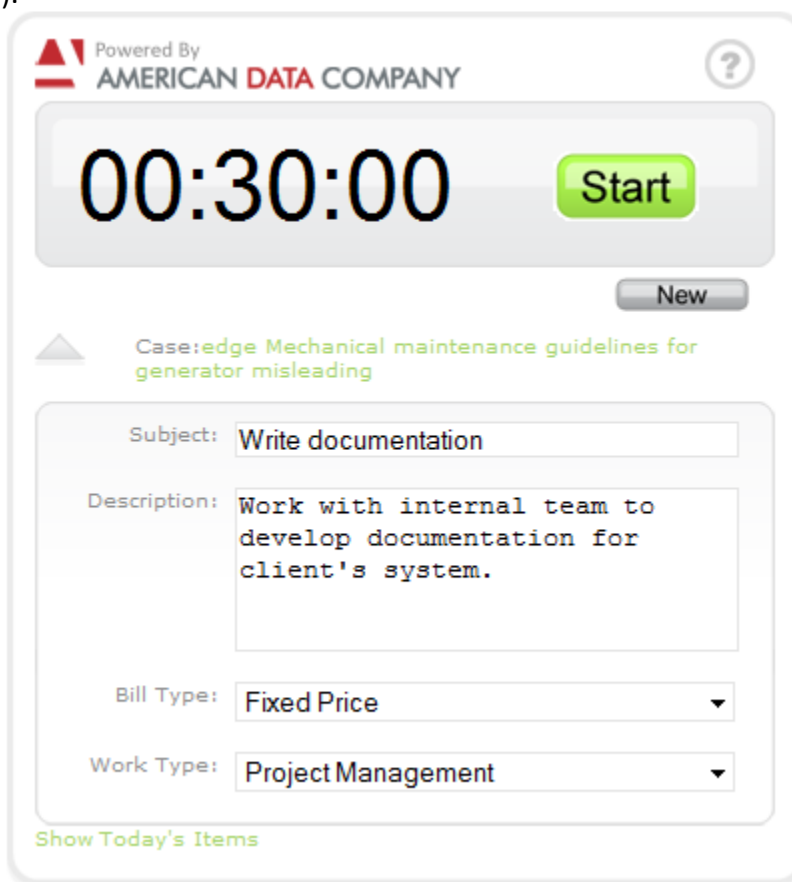 ).
Powered By
AMERICAN DATA COMPANY
?
00:30:00
Start
New
Case:edge Mechanical maintenance guidelines for
generator misleading
Subject:
Write documentation
Description:
Work with internal team to
develop documentation for
client's system.
Bill Type:
Fixed Price
Work Type:
Project Management
Show Today's Items